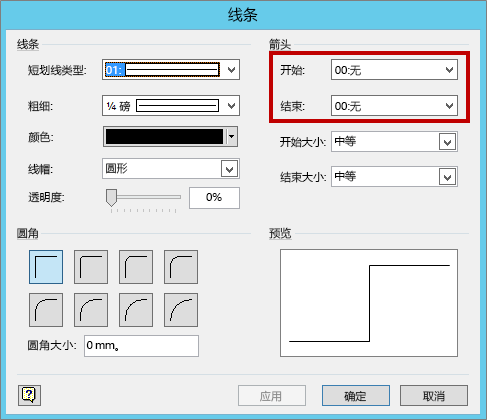 线条
线条
短划线类型: 01:
粗细: ¼ 磅
颜色:
线帽: 圆形
透明度: 0%
箭头
开始: 00:无
结束: 00:无
开始大小: 中等
结束大小: 中等
圆角
圆角大小: 0 mm。
预览
应用
确定
取消